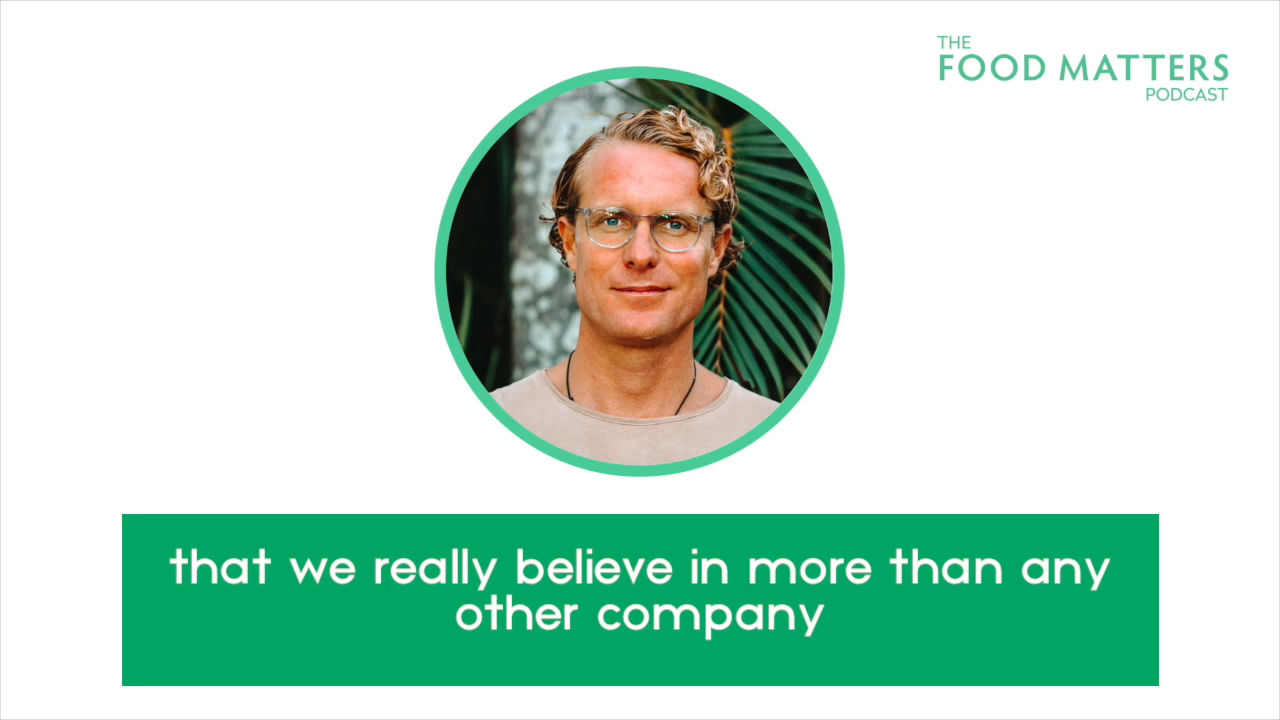 THE
FOOD MATTERS
PODCAST
that we really believe in more than any
other company